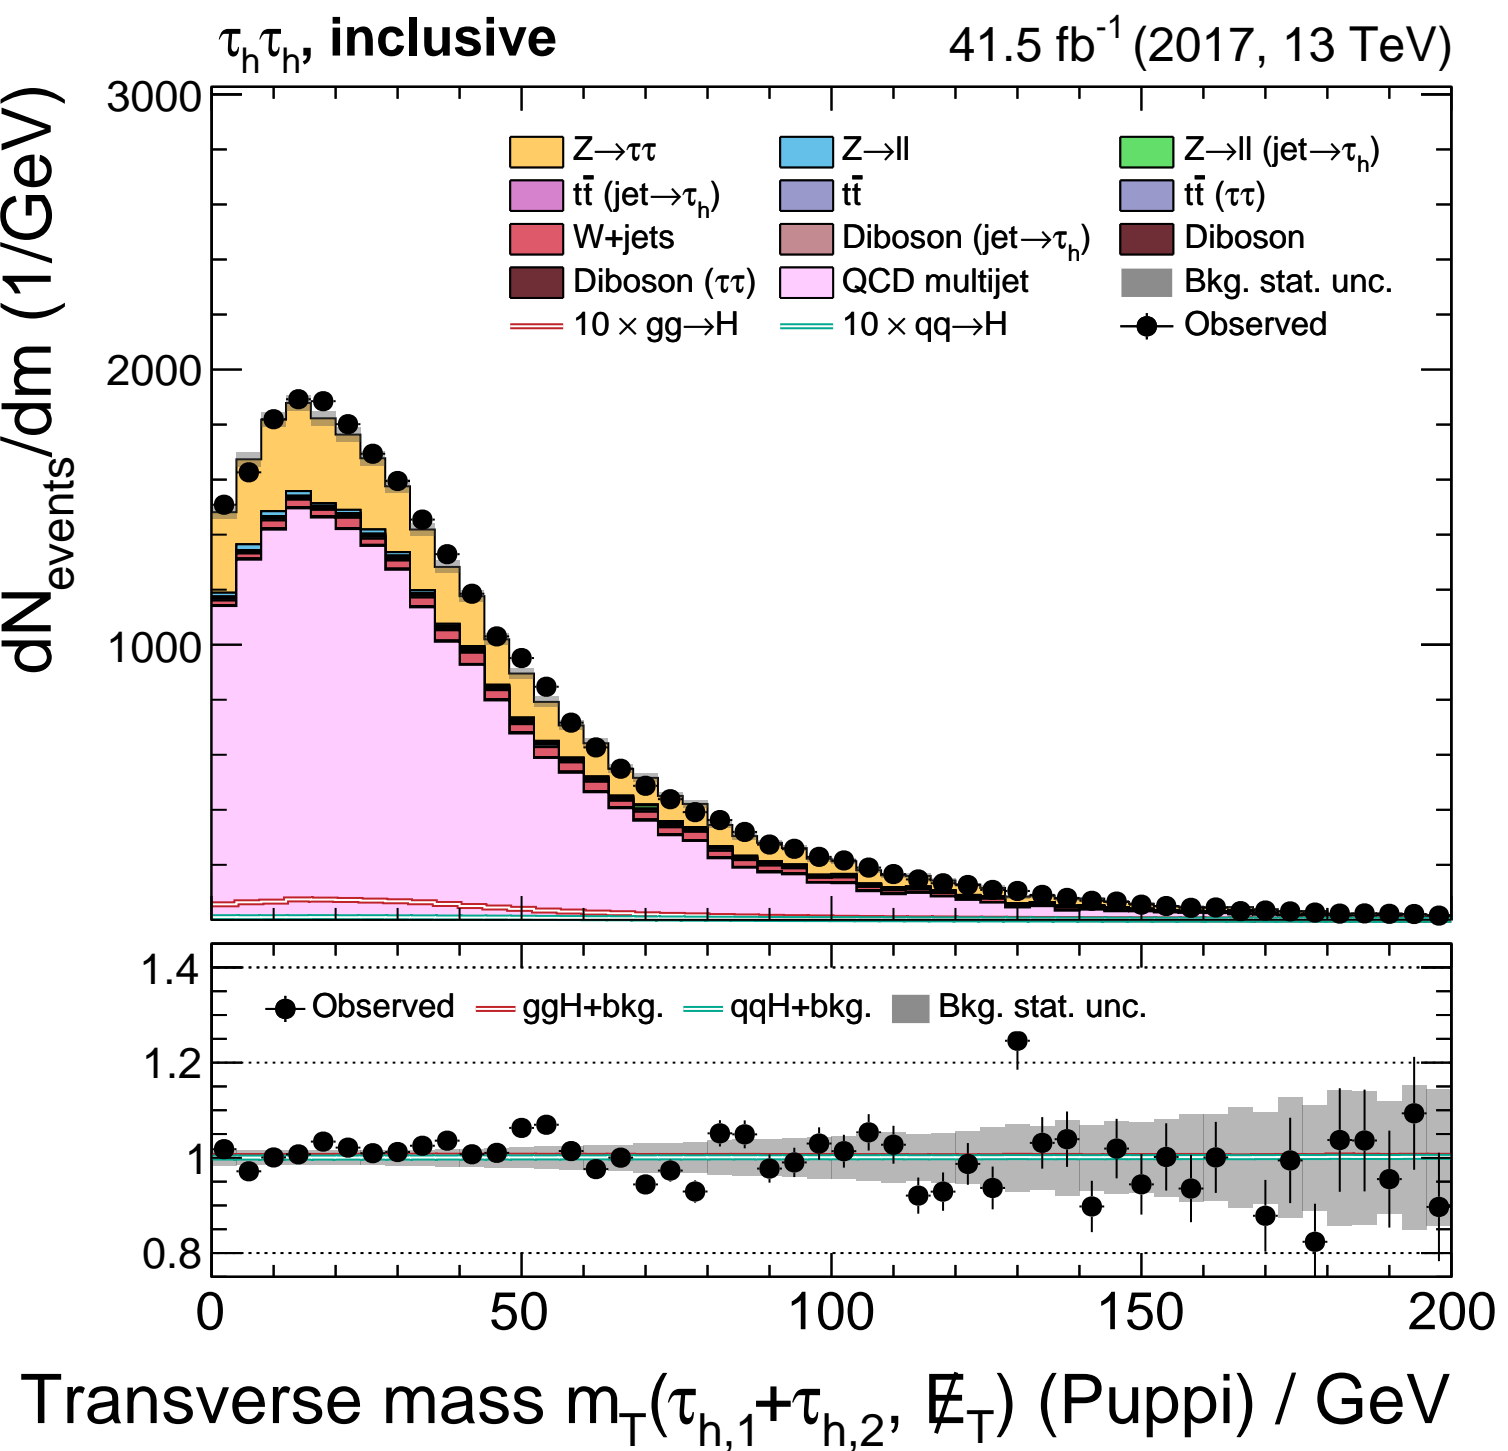 τhτh, inclusive 41.5 fb-1 (2017, 13 TeV)
dNevents/dm (1/GeV)
3000
2000
1000
Z→ττ Z→ll Z→ll (jet→τh)
tt̄ (jet→τh) tt̄ tt̄ (ττ)
W+jets Diboson (jet→τh) Diboson
Diboson (ττ) QCD multijet Bkg. stat. unc.
10 × gg→H 10 × qq→H Observed
1.4
1.2
1
0.8
Observed ggH+bkg. qqH+bkg. Bkg. stat. unc.
0 50 100 150 200
Transverse mass mT(τh,1+τh,2, E̸T) (Puppi) / GeV